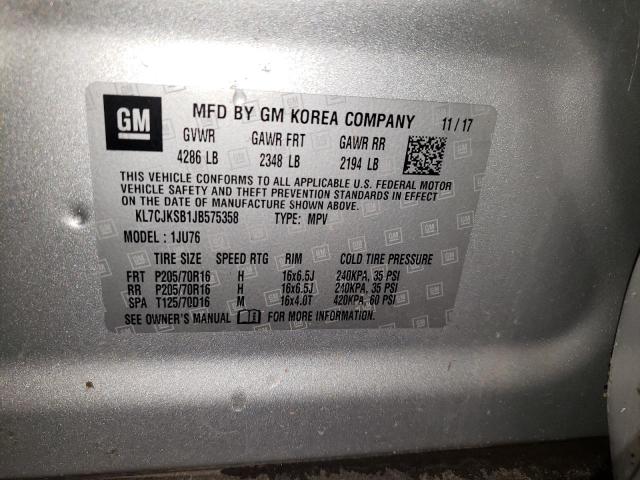 GM MFD BY GM KOREA COMPANY 11/17
GVWR GAWR FRT GAWR RR
4286 LB 2348 LB 2194 LB
THIS VEHICLE CONFORMS TO ALL APPLICABLE U.S. FEDERAL MOTOR
VEHICLE SAFETY AND THEFT PREVENTION STANDARDS IN EFFECT
ON THE DATE OF MANUFACTURE SHOWN ABOVE.
KL7CJKSB1JB575358 TYPE: MPV
MODEL: 1JU76
TIRE SIZE SPEED RTG RIM COLD TIRE PRESSURE
FRT P205/70R16 H 16x6.5J 240KPA, 35 PSI
RR P205/70R16 H 16x6.5J 240KPA, 35 PSI
SPA T125/70D16 M 16x4.0T 420KPA, 60 PSI
SEE OWNER'S MANUAL FOR MORE INFORMATION.